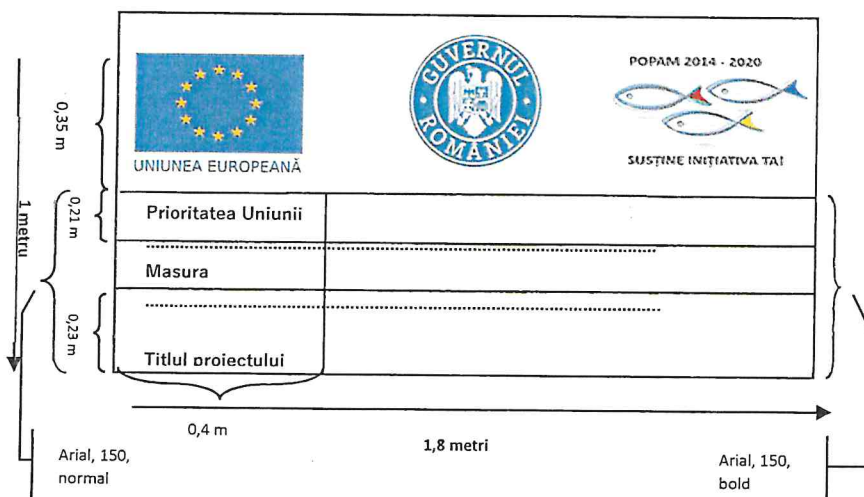 GUVERNUL ROMÂNIEI
POPAM 2014 - 2020
UNIUNEA EUROPEANĂ
SUSȚINE INIȚIATIVA TA!
0,35 m
1 metru
0,21 m
Prioritatea Uniunii
Masura
0,23 m
Titlul proiectului
0,4 m
1,8 metri
Arial, 150,
normal
Arial, 150,
bold